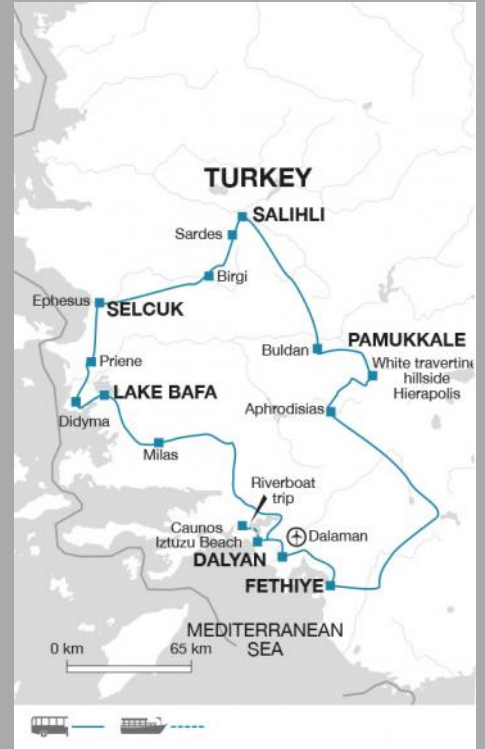 TURKEY
SALIHLI
Sardes
Birgi
Ephesus
SELCUK
Buldan
PAMUKKALE
White travertine
hillside
Hierapolis
Priene
LAKE BAFA
Aphrodisias
Didyma
Milas
Riverboat
trip
Caunos
Iztuzu Beach
Dalaman
DALYAN
FETHIYE
MEDITERRANEAN
SEA
0 km
65 km